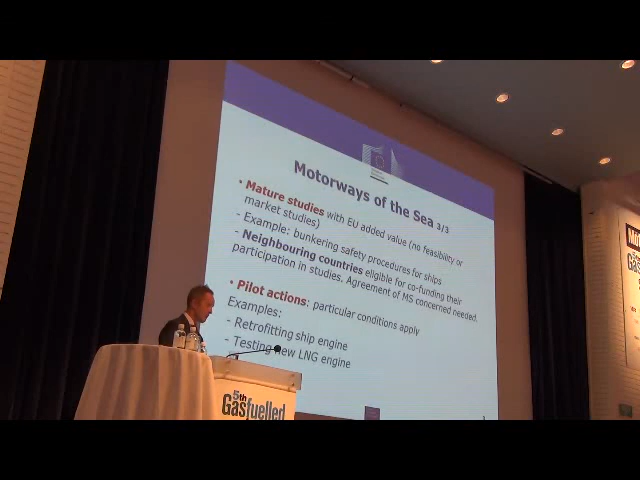 Motorways of the Sea 3/3
• Mature studies with EU added value (no feasibility or
market studies)
- Example: bunkering safety procedures for ships
- Neighbouring countries eligible for co-funding their
participation in studies. Agreement of MS concerned needed.
• Pilot actions: particular conditions apply
Examples:
- Retrofitting ship engine
- Testing new LNG engine
5th
Gasfuelled